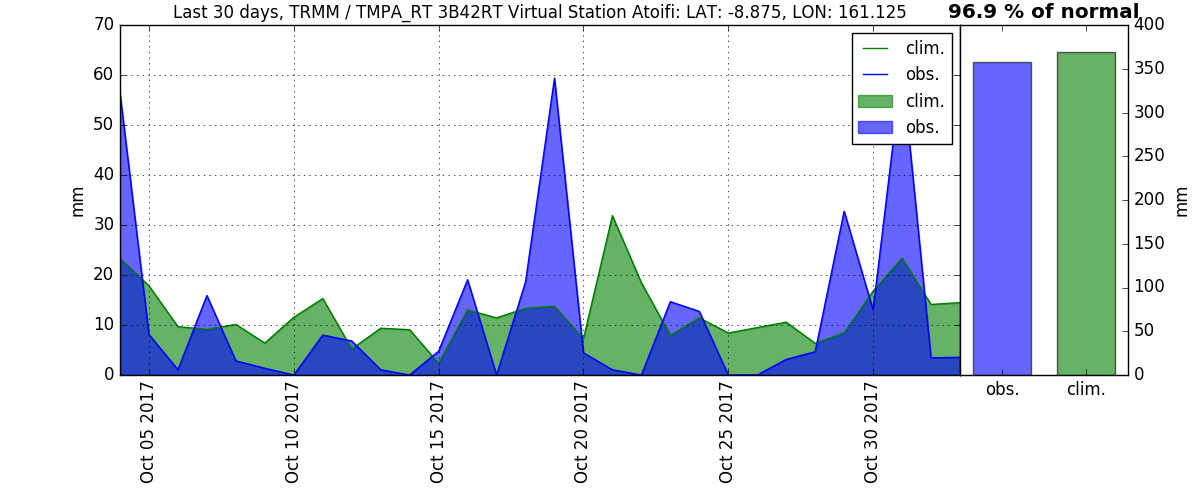 Last 30 days, TRMM / TMPA_RT 3B42RT Virtual Station Atoifi: LAT: -8.875, LON: 161.125
96.9 % of normal
70
60
50
40
30
20
10
0
mm
clim.
obs.
clim.
obs.
400
350
300
250
200
150
100
50
0
mm
Oct 05 2017
Oct 10 2017
Oct 15 2017
Oct 20 2017
Oct 25 2017
Oct 30 2017
obs.
clim.